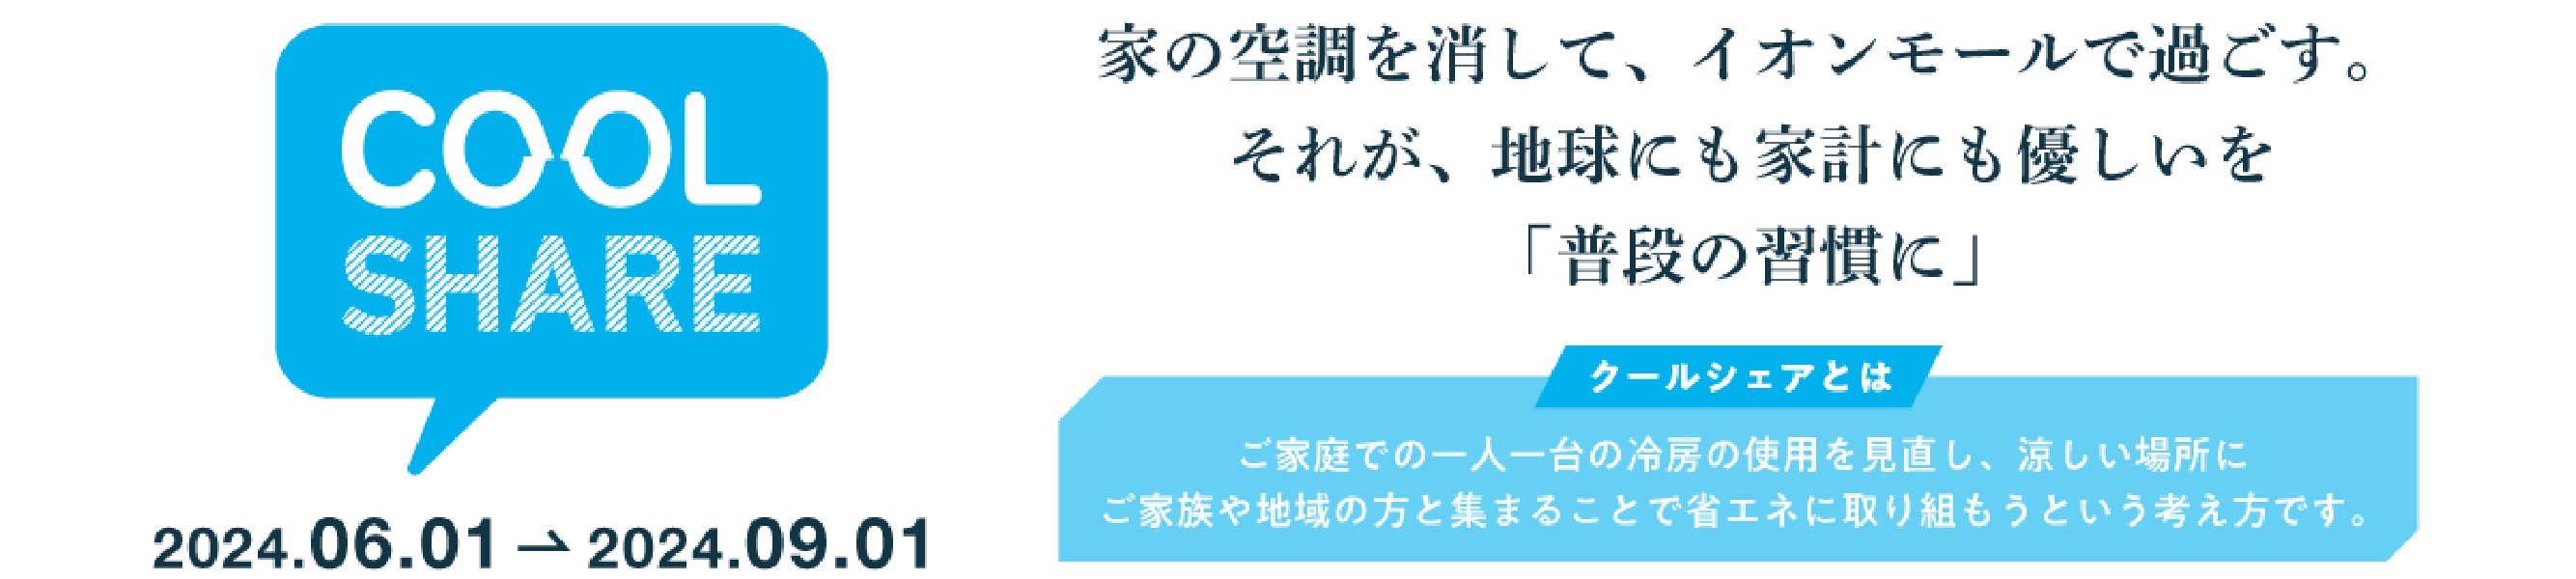 COOL
SHARE
2024.06.01 ⇀ 2024.09.01
家の空調を消して、イオンモールで過ごす。
それが、地球にも家計にも優しいを
「普段の習慣に」
クールシェアとは
ご家庭での一人一台の冷房の使用を見直し、涼しい場所に
ご家族や地域の方と集まることで省エネに取り組もうという考え方です。